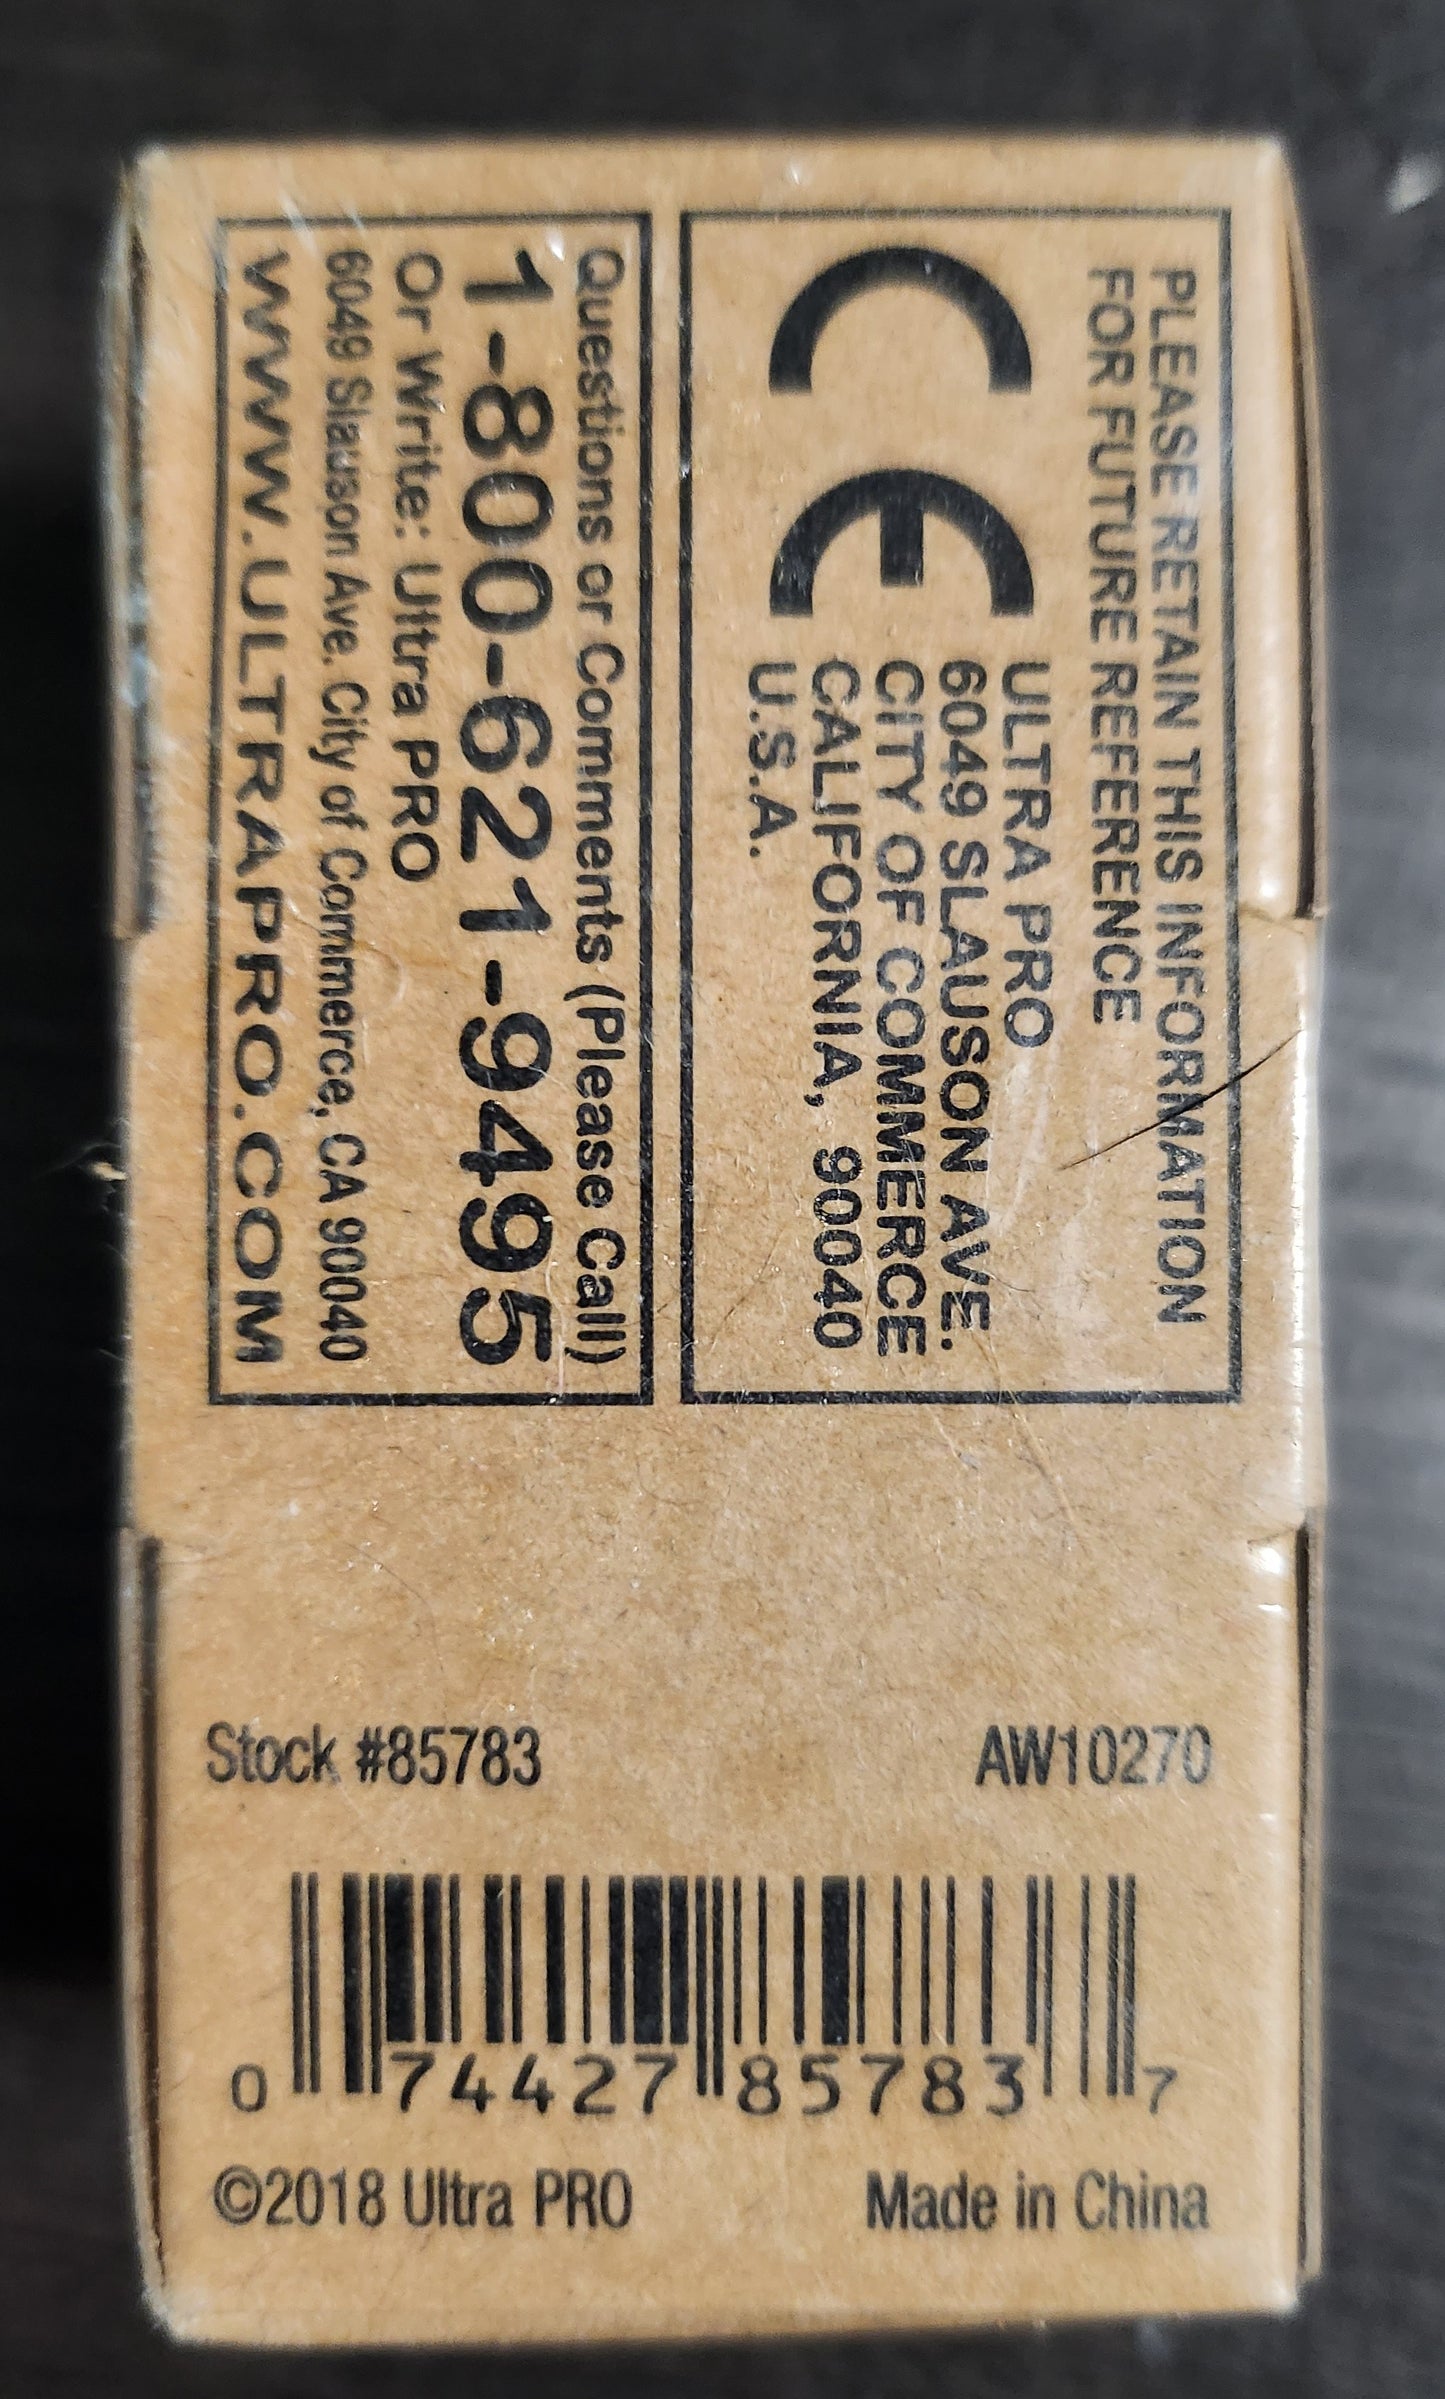 PLEASE RETAIN THIS INFORMATION
FOR FUTURE REFERENCE
CE
ULTRA PRO
6049 SLAUSON AVE.
CITY OF COMMERCE
CALIFORNIA, 90040
U.S.A.
Questions or Comments (Please Call)
1-800-621-9495
Or Write: Ultra PRO
6049 Slauson Ave. City of Commerce, CA 90040
WWW.ULTRAPRO.COM
Stock #85783 AW10270
0 74427 85783 7
©2018 Ultra PRO Made in China